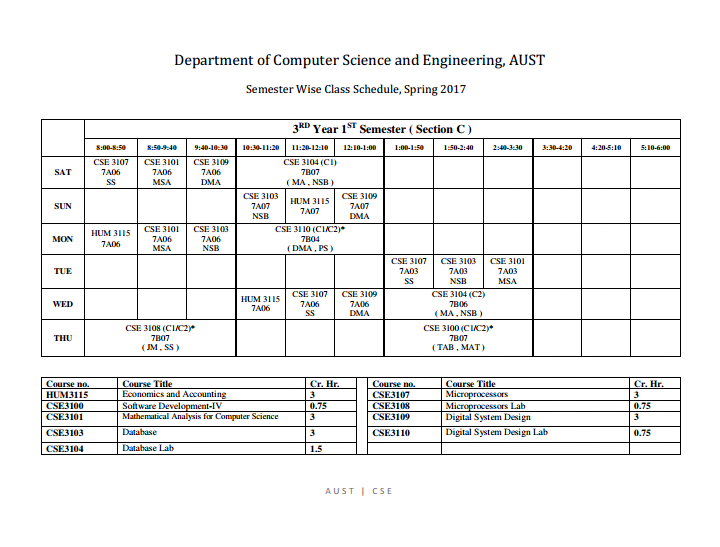 Department of Computer Science and Engineering, AUST
Semester Wise Class Schedule, Spring 2017
3RD Year 1ST Semester ( Section C )
8:00-8:50 8:50-9:40 9:40-10:30 10:30-11:20 11:20-12:10 12:10-1:00 1:00-1:50 1:50-2:40 2:40-3:30 3:30-4:20 4:20-5:10 5:10-6:00
SAT
CSE 3107
7A06
SS
CSE 3101
7A06
MSA
CSE 3109
7A06
DMA
CSE 3104 (C1)
7B07
( MA , NSB )
SUN
CSE 3103
7A07
NSB
HUM 3115
7A07
CSE 3109
7A07
DMA
MON
HUM 3115
7A06
CSE 3101
7A06
MSA
CSE 3103
7A06
NSB
CSE 3110 (C1/C2)*
7B04
( DMA , PS )
TUE
CSE 3107
7A03
SS
CSE 3103
7A03
NSB
CSE 3101
7A03
MSA
WED
HUM 3115
7A06
CSE 3107
7A06
SS
CSE 3109
7A06
DMA
CSE 3104 (C2)
7B06
( MA , NSB )
THU
CSE 3108 (C1/C2)*
7B07
( JM , SS )
CSE 3100 (C1/C2)*
7B07
( TAB , MAT )
Course no. Course Title Cr. Hr. Course no. Course Title Cr. Hr.
HUM3115 Economics and Accounting 3 CSE3107 Microprocessors 3
CSE3100 Software Development-IV 0.75 CSE3108 Microprocessors Lab 0.75
CSE3101 Mathematical Analysis for Computer Science 3 CSE3109 Digital System Design 3
CSE3103 Database 3 CSE3110 Digital System Design Lab 0.75
CSE3104 Database Lab 1.5
AUST | CSE